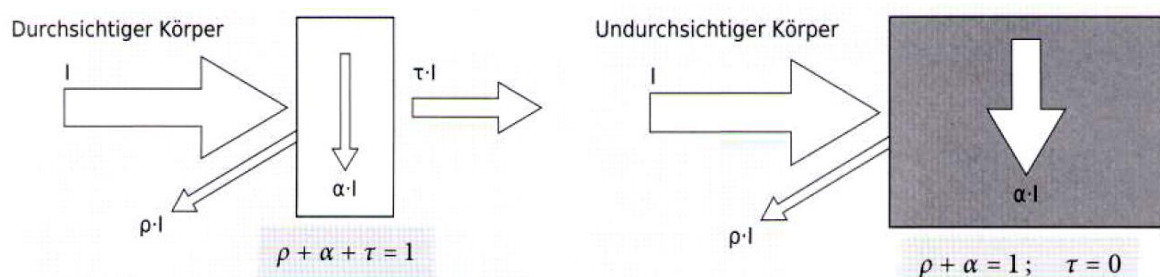 Durchsichtiger Körper
I
τ·I
α·I
ρ·I
ρ + α + τ = 1
Undurchsichtiger Körper
I
α·I
ρ·I
ρ + α = 1 ; τ = 0